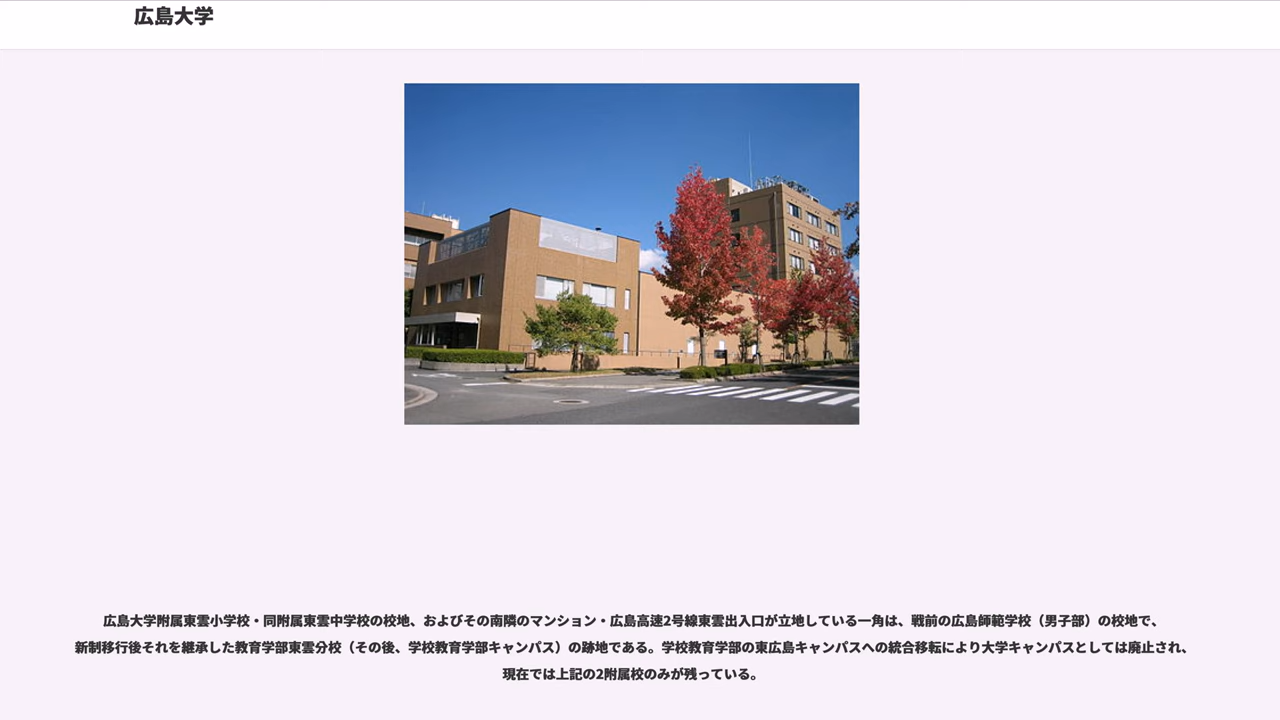 広島大学
広島大学附属東雲小学校・同附属東雲中学校の校地、およびその南隣のマンション・広島高速2号線東雲出入口が立地している一角は、戦前の広島師範学校（男子部）の校地で、
新制移行後それを継承した教育学部東雲分校（その後、学校教育学部キャンパス）の跡地である。学校教育学部の東広島キャンパスへの統合移転により大学キャンパスとしては廃止され、
現在では上記の2附属校のみが残っている。